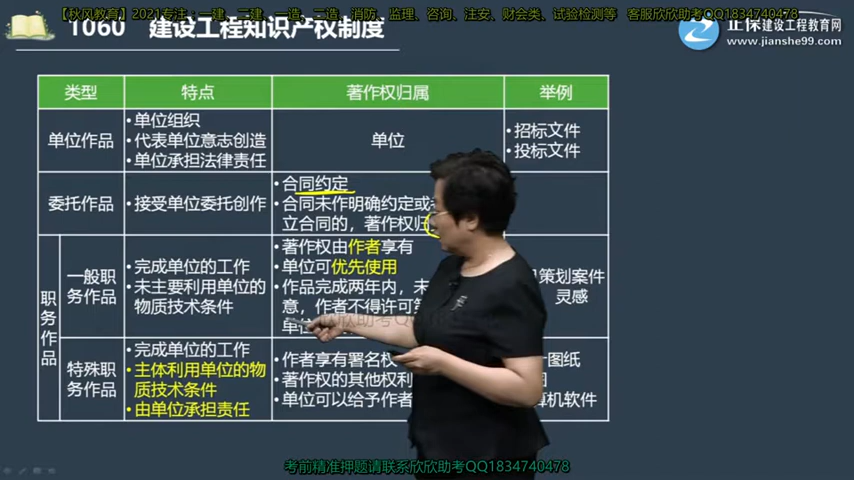 【秋风教育】2021专注：一建、二建、一造、二造、消防、监理、咨询、注安、财会类、试验检测等 客服欣欣助考QQ1834740478
1060 建设工程知识产权制度
正保建设工程教育网
www.jianshe99.com
类型
特点
著作权归属
举例
单位作品
•单位组织
•代表单位意志创造
•单位承担法律责任
单位
•招标文件
•投标文件
委托作品
•接受单位委托创作
•合同约定
•合同未作明确约定或
立合同的，著作权归
职务作品
一般职
务作品
•完成单位的工作
•未主要利用单位的
物质技术条件
•著作权由作者享有
•单位可优先使用
•作品完成两年内，未
意，作者不得许可
单位
策划案件
灵感
特殊职
务作品
•完成单位的工作
•主体利用单位的物
质技术条件
•由单位承担责任
•作者享有署名权
•著作权的其他权利
•单位可以给予作者
图纸
算机软件
考前精准押题请联系欣欣助考QQ1834740478